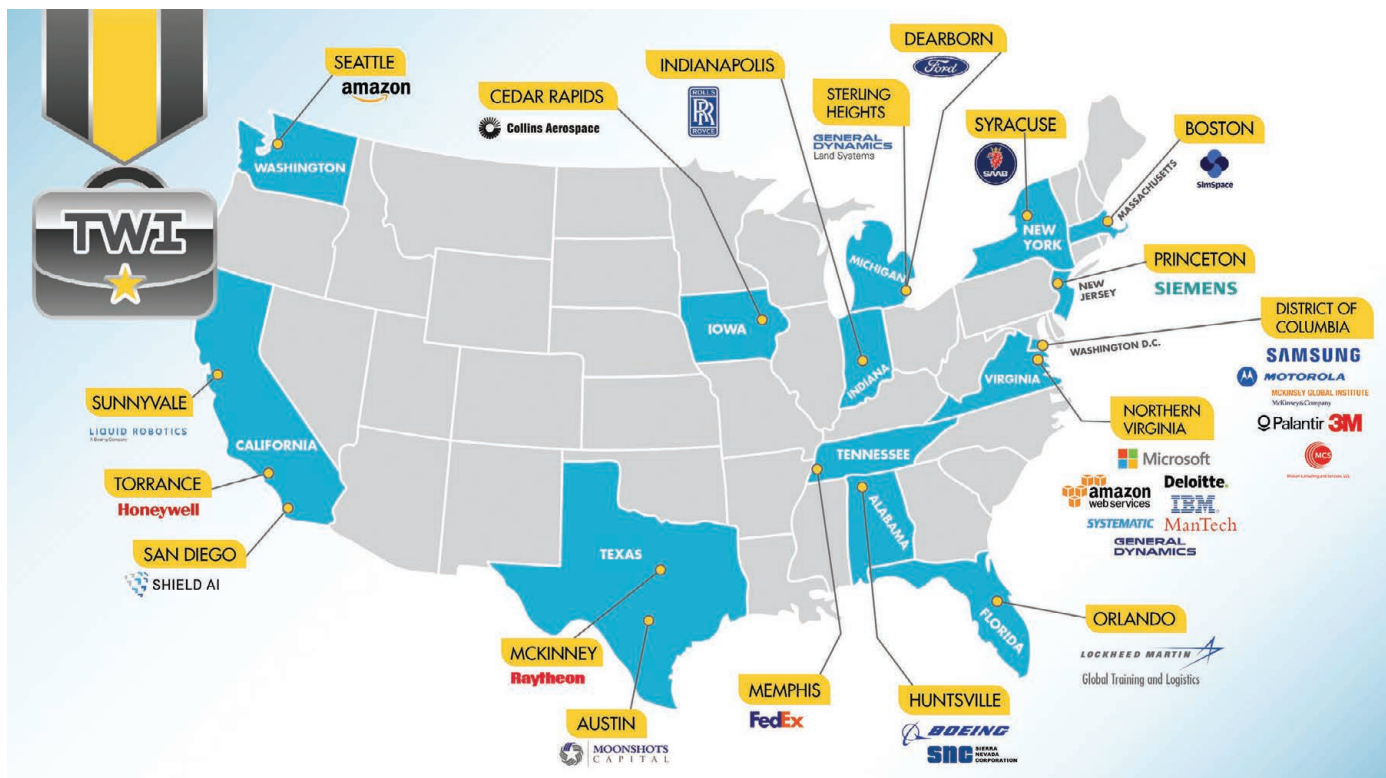 TWI
SEATTLE
amazon
WASHINGTON
CEDAR RAPIDS
Collins Aerospace
INDIANAPOLIS
ROLLS
RR
ROYCE
STERLING
HEIGHTS
GENERAL
DYNAMICS
Land Systems
DEARBORN
Ford
SYRACUSE
SAAB
BOSTON
SimSpace
MASSACHUSETTS
NEW
YORK
MICHIGAN
PRINCETON
SIEMENS
NEW
JERSEY
IOWA
INDIANA
DISTRICT OF
COLUMBIA
WASHINGTON D.C.
SAMSUNG
MOTOROLA
MCKINSEY GLOBAL INSTITUTE
McKinsey&Company
Palantir 3M
MCS
VIRGINIA
NORTHERN
VIRGINIA
Microsoft
amazon
webservices
Deloitte.
IBM
SYSTEMATIC ManTech
GENERAL
DYNAMICS
SUNNYVALE
LIQUID ROBOTICS
A Boeing Company
CALIFORNIA
TORRANCE
Honeywell
SAN DIEGO
SHIELD AI
TENNESSEE
ALABAMA
TEXAS
FLORIDA
MCKINNEY
Raytheon
AUSTIN
MOONSHOTS
CAPITAL
MEMPHIS
FedEx
HUNTSVILLE
BOEING
snc SIERRA
NEVADA
CORPORATION
ORLANDO
LOCKHEED MARTIN
Global Training and Logistics